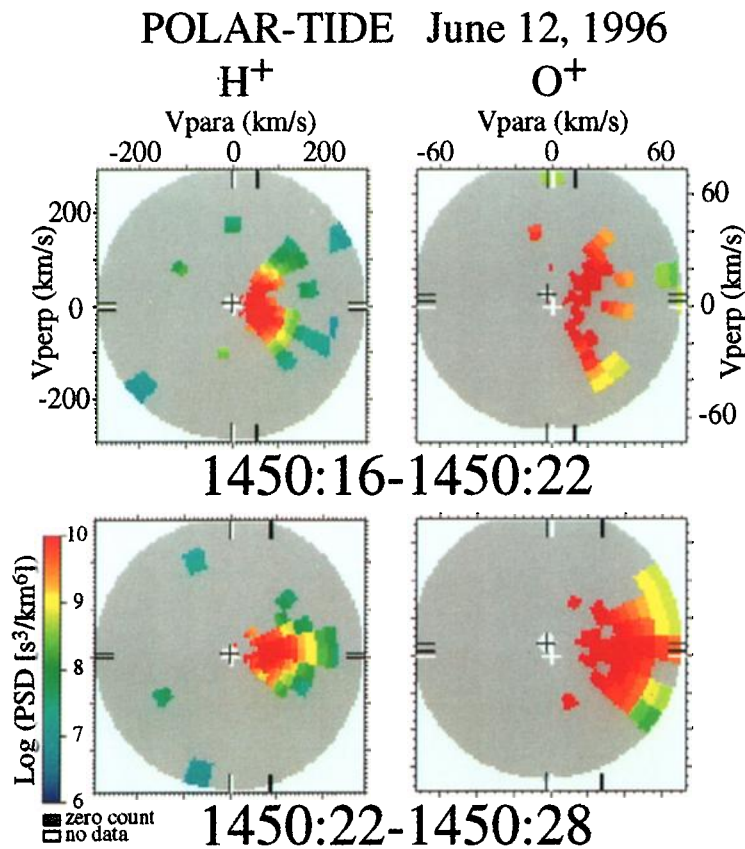 POLAR-TIDE June 12, 1996
H+ O+
Vpara (km/s) Vpara (km/s)
-200 0 200 -60 0 60
Vperp (km/s)
200
0
-200
60
0
-60
Vperp (km/s)
1450:16-1450:22
Log (PSD [s³/km⁶])
10
9
8
7
6
zero count
no data
1450:22-1450:28